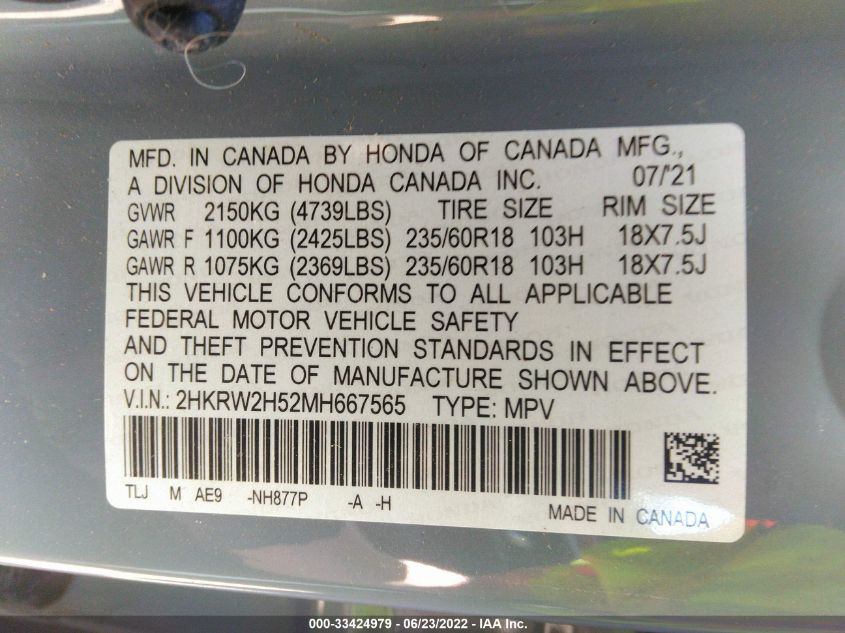 MFD. IN CANADA BY HONDA OF CANADA MFG.,
A DIVISION OF HONDA CANADA INC. 07/'21
GVWR 2150KG (4739LBS) TIRE SIZE RIM SIZE
GAWR F 1100KG (2425LBS) 235/60R18 103H 18X7.5J
GAWR R 1075KG (2369LBS) 235/60R18 103H 18X7.5J
THIS VEHICLE CONFORMS TO ALL APPLICABLE
FEDERAL MOTOR VEHICLE SAFETY
AND THEFT PREVENTION STANDARDS IN EFFECT
ON THE DATE OF MANUFACTURE SHOWN ABOVE.
V.I.N.: 2HKRW2H52MH667565 TYPE: MPV
TLJ M AE9 -NH877P -A -H
MADE IN CANADA
000-33424979 - 06/23/2022 - IAA Inc.